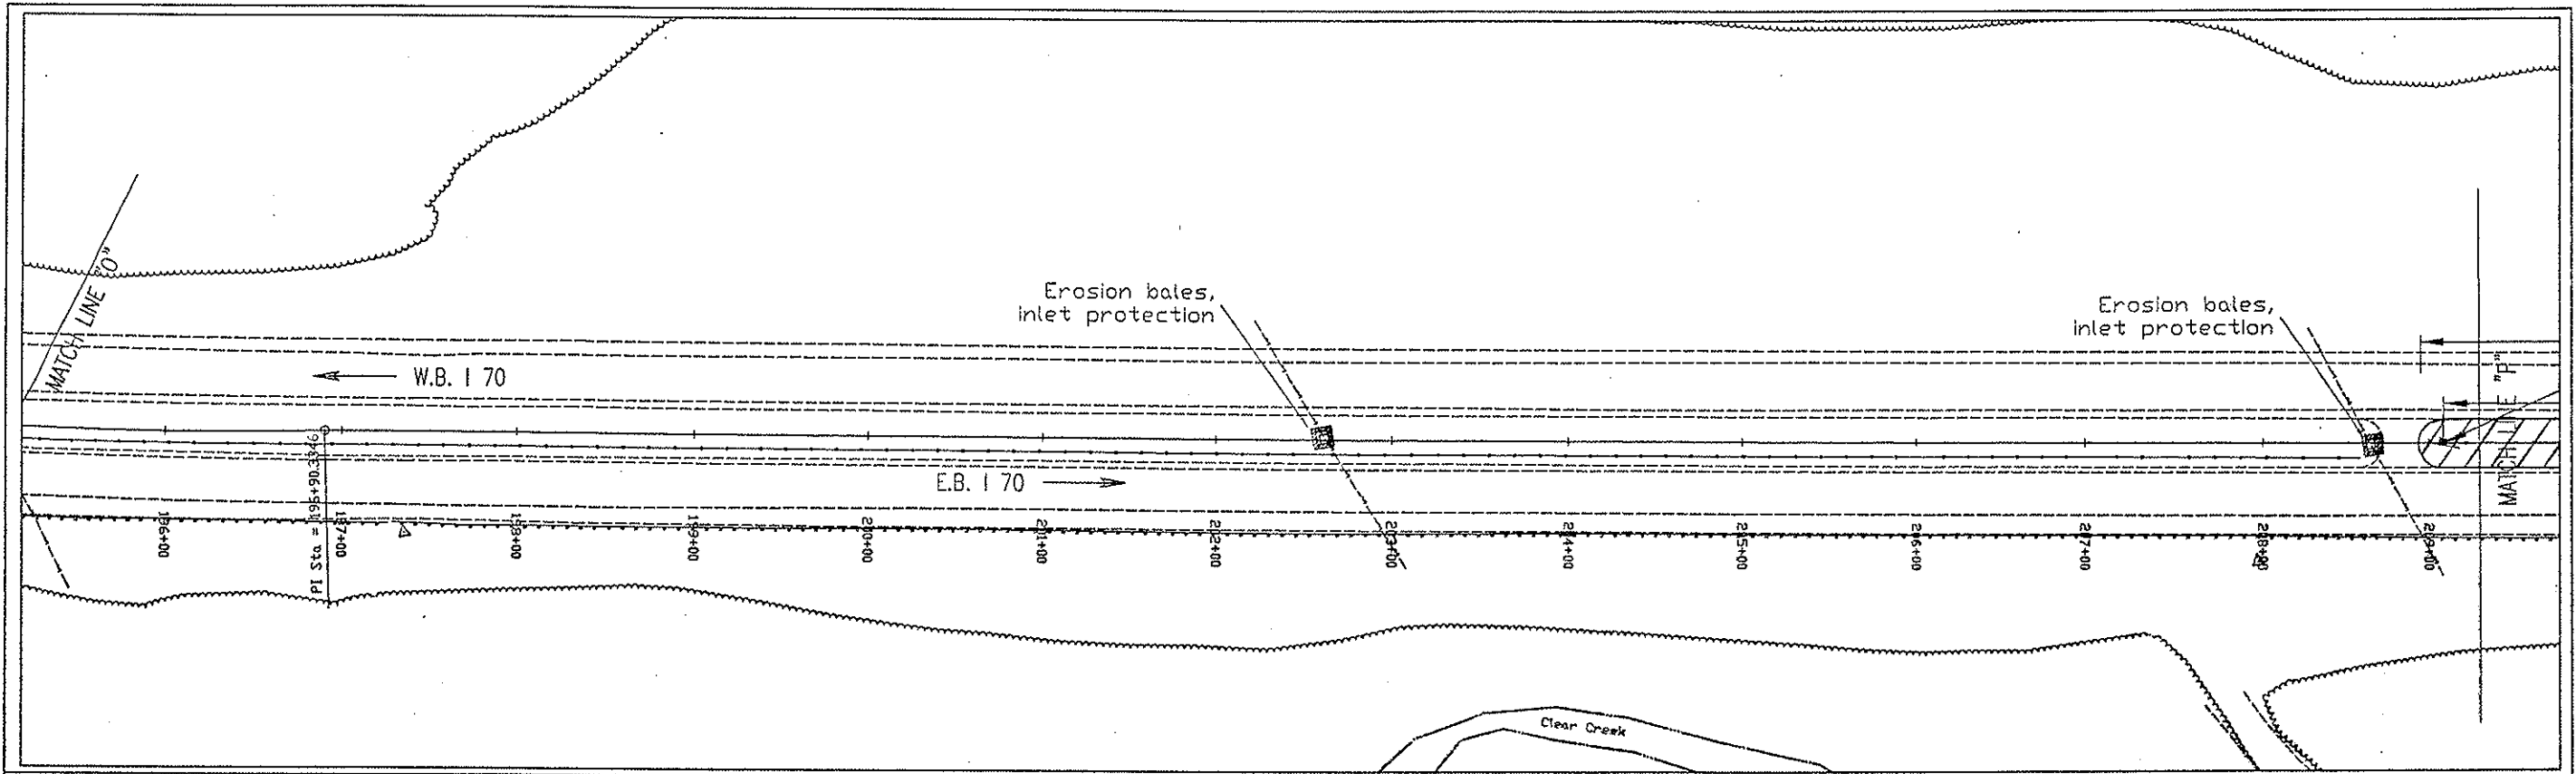 MATCH LINE "O"
Erosion bales,
inlet protection
Erosion bales,
inlet protection
W.B. I 70
E.B. I 70
MATCH LINE "P"
PI Sta = 196+90.3346
196+00
197+00
198+00
199+00
200+00
201+00
202+00
203+00
204+00
205+00
206+00
207+00
208+00
209+00
Clear Creek